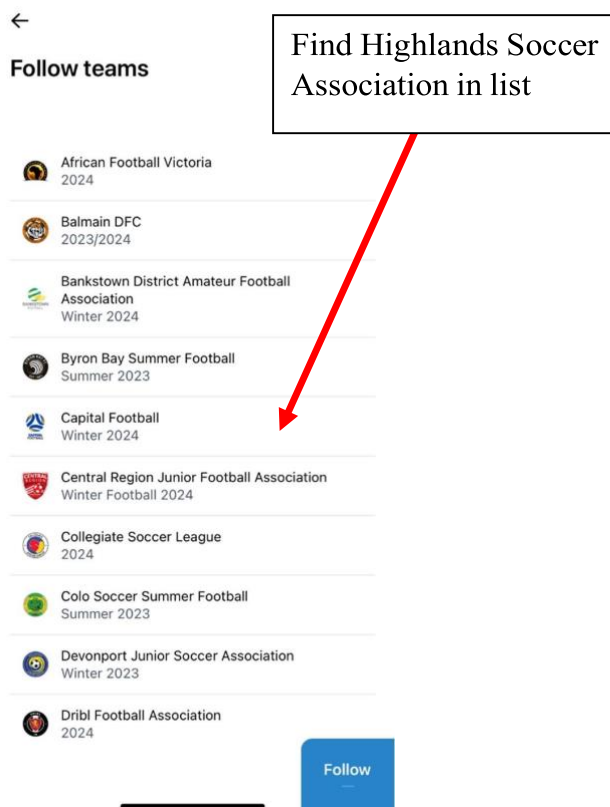 ←
Follow teams
Find Highlands Soccer
Association in list
African Football Victoria
2024
Balmain DFC
2023/2024
Bankstown District Amateur Football
Association
Winter 2024
Byron Bay Summer Football
Summer 2023
Capital Football
Winter 2024
Central Region Junior Football Association
Winter Football 2024
Collegiate Soccer League
2024
Colo Soccer Summer Football
Summer 2023
Devonport Junior Soccer Association
Winter 2023
Dribl Football Association
2024
Follow